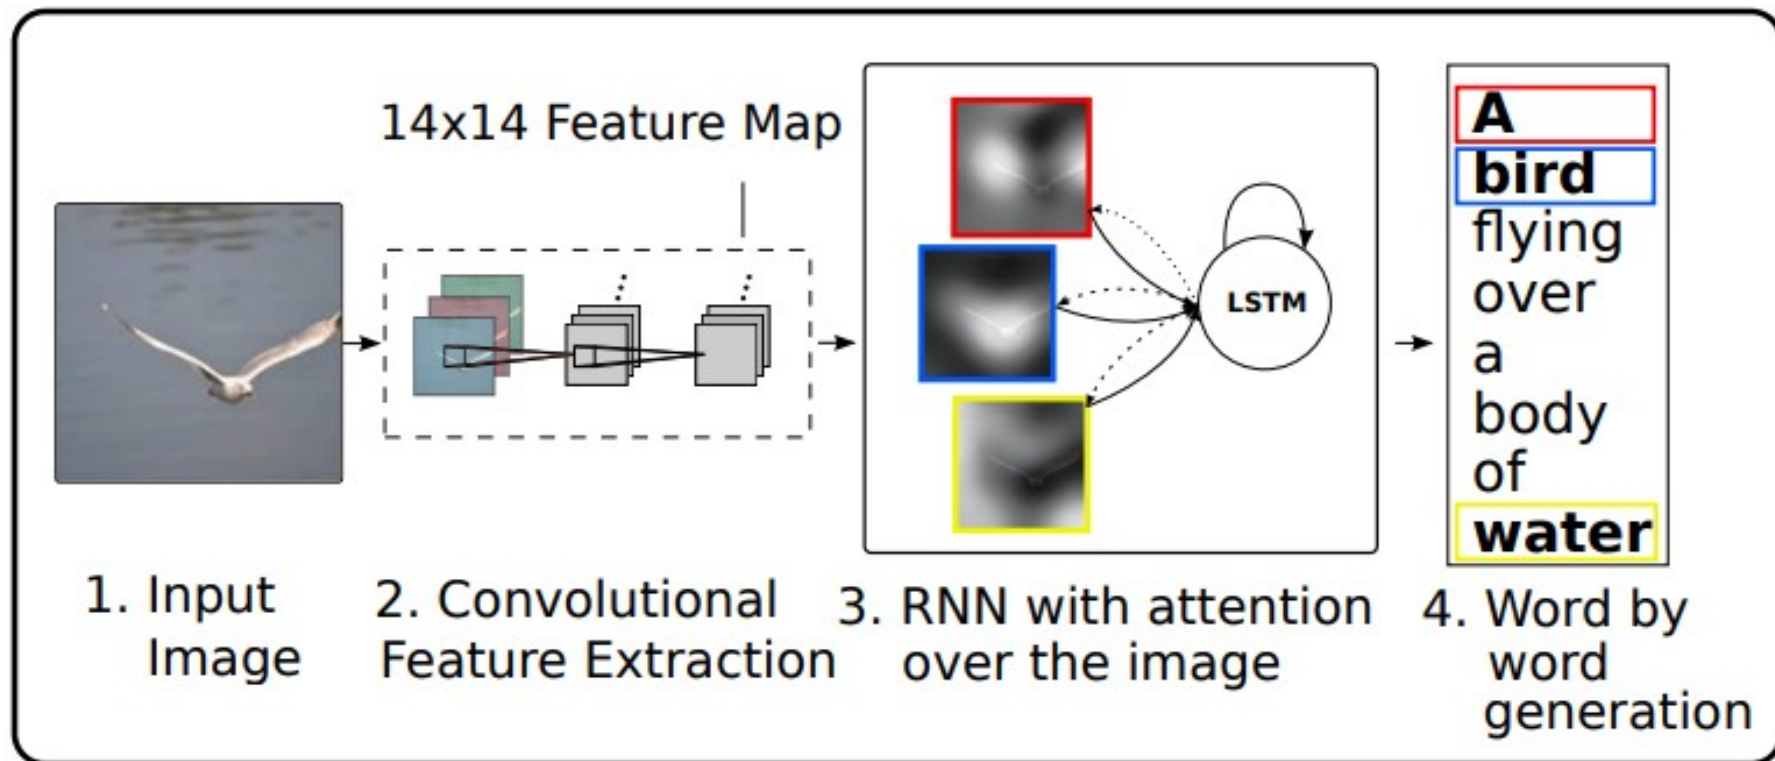 14x14 Feature Map
LSTM
A
bird
flying
over
a
body
of
water
1. Input
Image
2. Convolutional
Feature Extraction
3. RNN with attention
over the image
4. Word by
word
generation